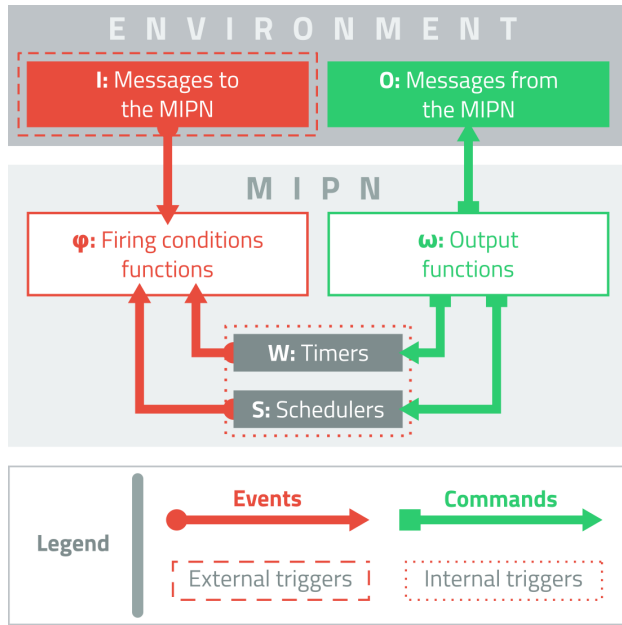 ENVIRONMENT
I: Messages to
the MIPN
O: Messages from
the MIPN
MIPN
φ: Firing conditions
functions
ω: Output
functions
W: Timers
S: Schedulers
Legend
Events
Commands
External triggers
Internal triggers